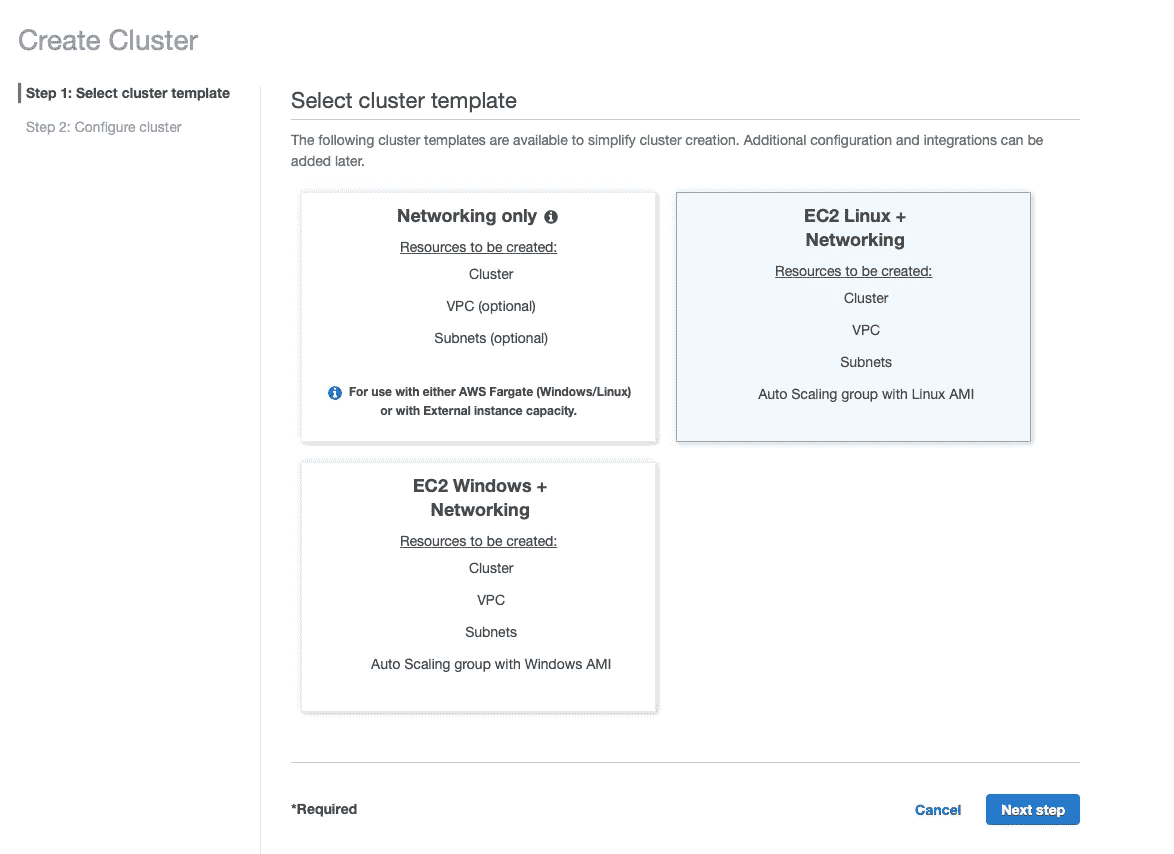 Create Cluster
Step 1: Select cluster template
Step 2: Configure cluster
Select cluster template
The following cluster templates are available to simplify cluster creation. Additional configuration and integrations can be
added later.
Networking only
Resources to be created:
Cluster
VPC (optional)
Subnets (optional)
For use with either AWS Fargate (Windows/Linux)
or with External instance capacity.
EC2 Linux +
Networking
Resources to be created:
Cluster
VPC
Subnets
Auto Scaling group with Linux AMI
EC2 Windows +
Networking
Resources to be created:
Cluster
VPC
Subnets
Auto Scaling group with Windows AMI
*Required
Cancel
Next step